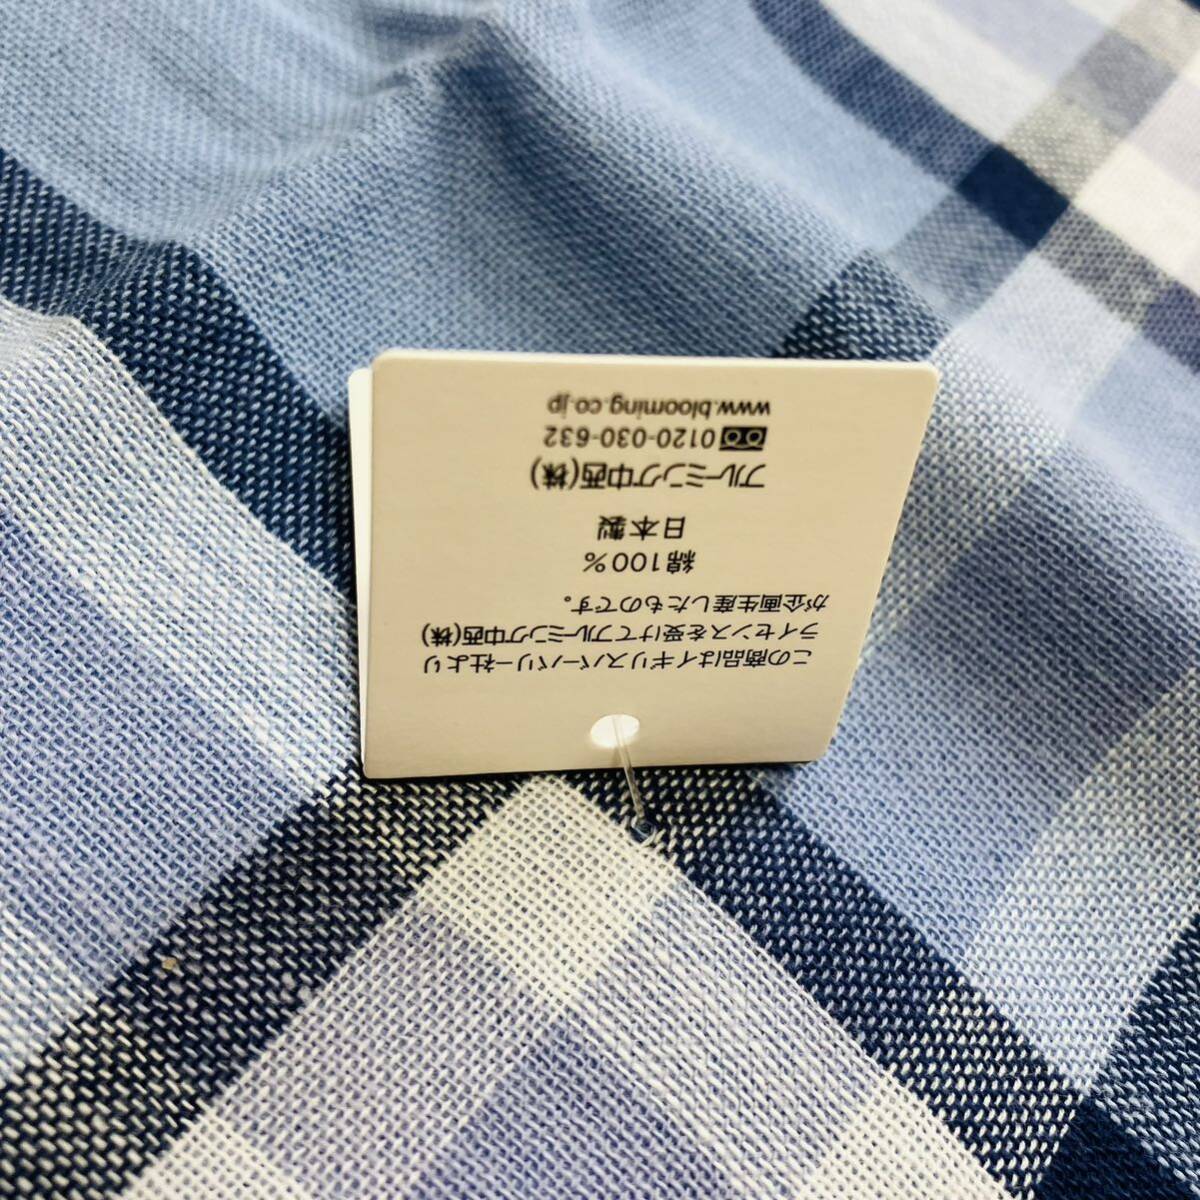 この商品はイギリスバーバリー社より
ライセンスを受けてブルーミング中西(株)
が企画生産したものです。
綿100%
日本製
ブルーミング中西(株)
0120-030-632
www.blooming.co.jp